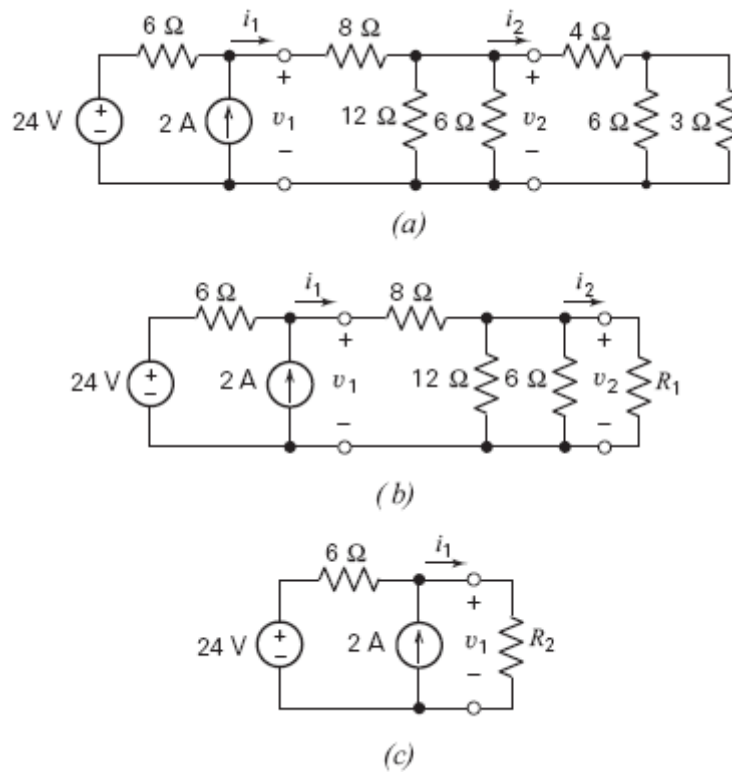 6 Ω i₁ 8 Ω i₂ 4 Ω
24 V + − 2 A + v₁ − 12 Ω 6 Ω + v₂ − 6 Ω 3 Ω
(a)
6 Ω i₁ 8 Ω i₂
24 V + − 2 A + v₁ − 12 Ω 6 Ω + v₂ − R₁
(b)
6 Ω i₁
24 V + − 2 A + v₁ − R₂
(c)